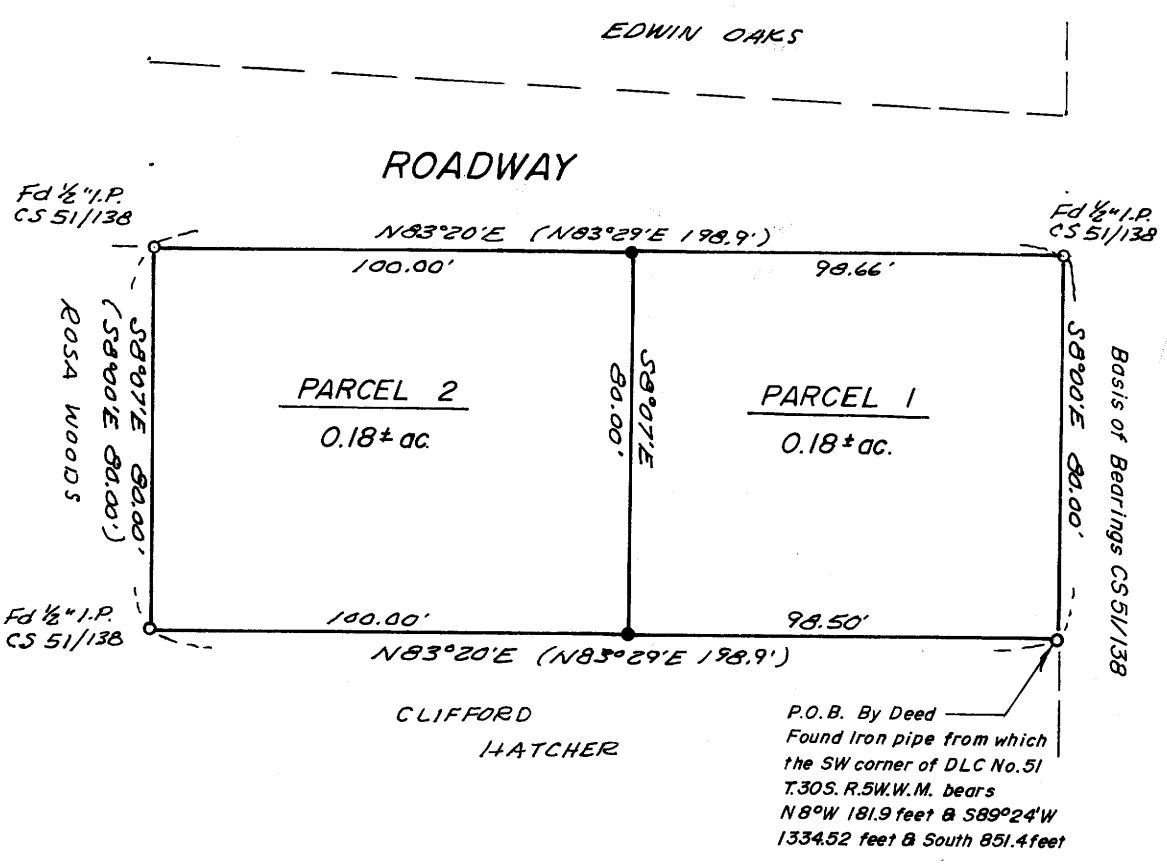 EDWIN OAKS
ROADWAY
Fd ½" I.P.
CS 51/138
Fd ½" I.P.
CS 51/138
N83°20'E (N83°29'E 198.9')
100.00'
98.66'
ROSA WOODS
(S8°00'E 80.00')
S8°07'E 80.00'
PARCEL 2
0.18± ac.
S8°07'E
80.00'
PARCEL 1
0.18± ac.
S8°00'E 80.00'
Basis of Bearings CS 51/138
Fd ½" I.P.
CS 51/138
100.00'
98.50'
N83°20'E (N83°29'E 198.9')
CLIFFORD
HATCHER
P.O.B. By Deed
Found Iron pipe from which
the SW corner of DLC No.51
T.30S. R.5W.W.M. bears
N8°W 181.9 feet & S89°24'W
1334.52 feet & South 851.4 feet